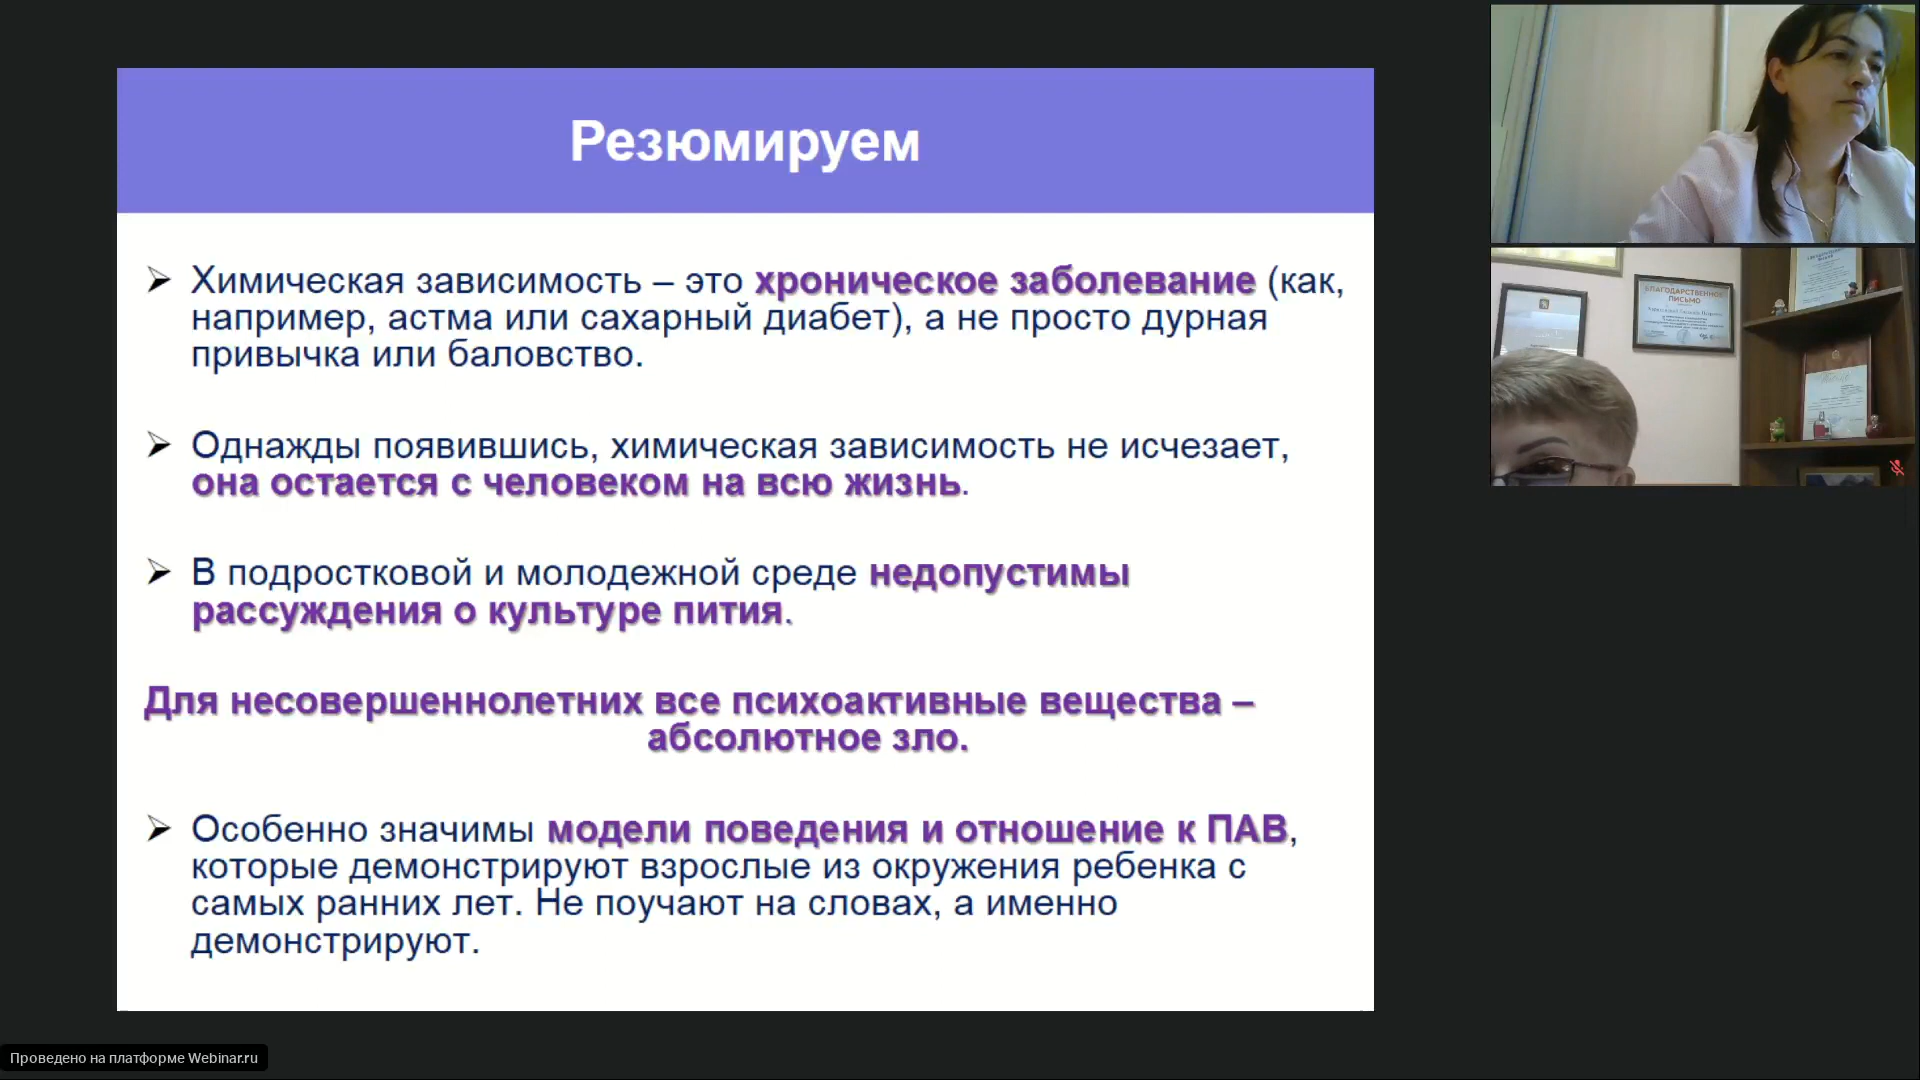 Резюмируем
Химическая зависимость – это хроническое заболевание (как,
например, астма или сахарный диабет), а не просто дурная
привычка или баловство.
Однажды появившись, химическая зависимость не исчезает,
она остается с человеком на всю жизнь.
В подростковой и молодежной среде недопустимы
рассуждения о культуре пития.
Для несовершеннолетних все психоактивные вещества –
абсолютное зло.
Особенно значимы модели поведения и отношение к ПАВ,
которые демонстрируют взрослые из окружения ребенка с
самых ранних лет. Не поучают на словах, а именно
демонстрируют.
БЛАГОДАРСТВЕННОЕ
ПИСЬМО
Проведено на платформе Webinar.ru